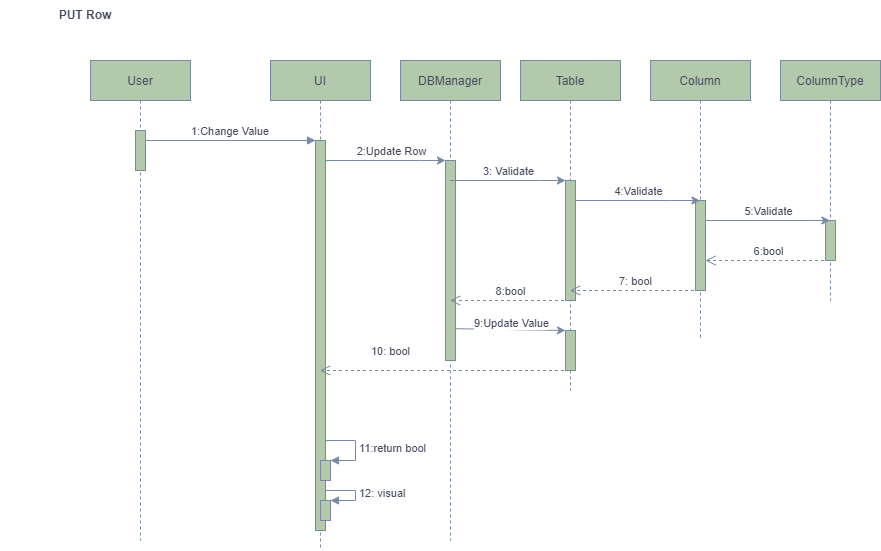 PUT Row
User
UI
DBManager
Table
Column
ColumnType
1:Change Value
2:Update Row
3: Validate
4:Validate
5:Validate
6:bool
7: bool
8:bool
9:Update Value
10: bool
11:return bool
12: visual